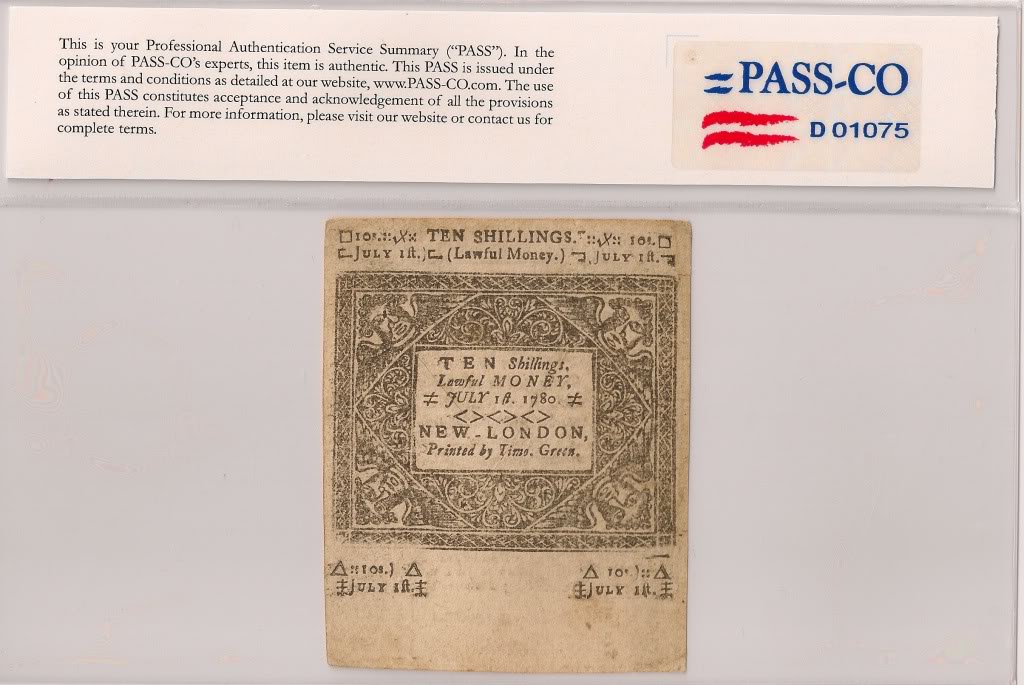 This is your Professional Authentication Service Summary ("PASS"). In the
opinion of PASS-CO's experts, this item is authentic. This PASS is issued under
the terms and conditions as detailed at our website, www.PASS-CO.com. The use
of this PASS constitutes acceptance and acknowledgement of all the provisions
as stated therein. For more information, please visit our website or contact us for
complete terms.
PASS-CO
D 01075
10s. TEN SHILLINGS. 10s.
JULY 1ſt.) (Lawful Money.) JULY 1ſt.
TEN Shillings,
Lawful MONEY,
JULY 1ſt. 1780.
<><><>
NEW-LONDON,
Printed by Timo. Green.
10s.) 10s.)
JULY 1ſt. JULY 1ſt.